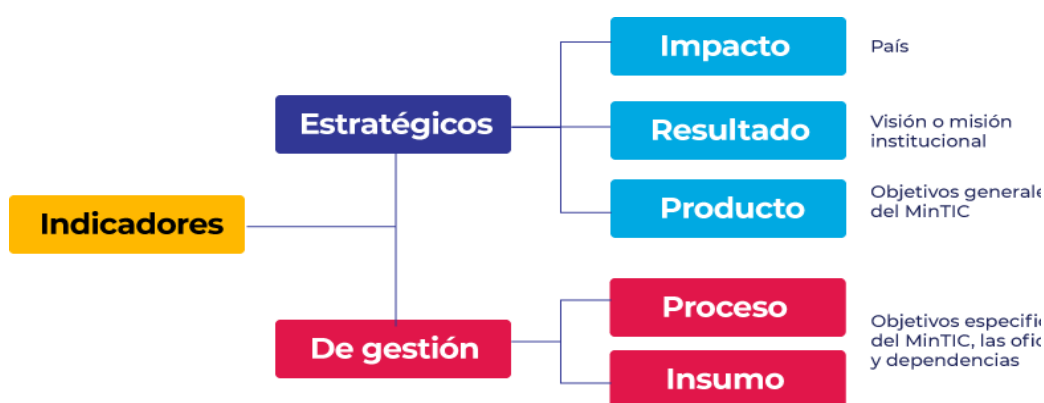 Impacto
País
Estratégicos
Resultado
Visión o misión
institucional
Producto
Objetivos generale
del MinTIC
Indicadores
Proceso
Objetivos especifi
del MinTIC, las ofi
y dependencias
De gestión
Insumo